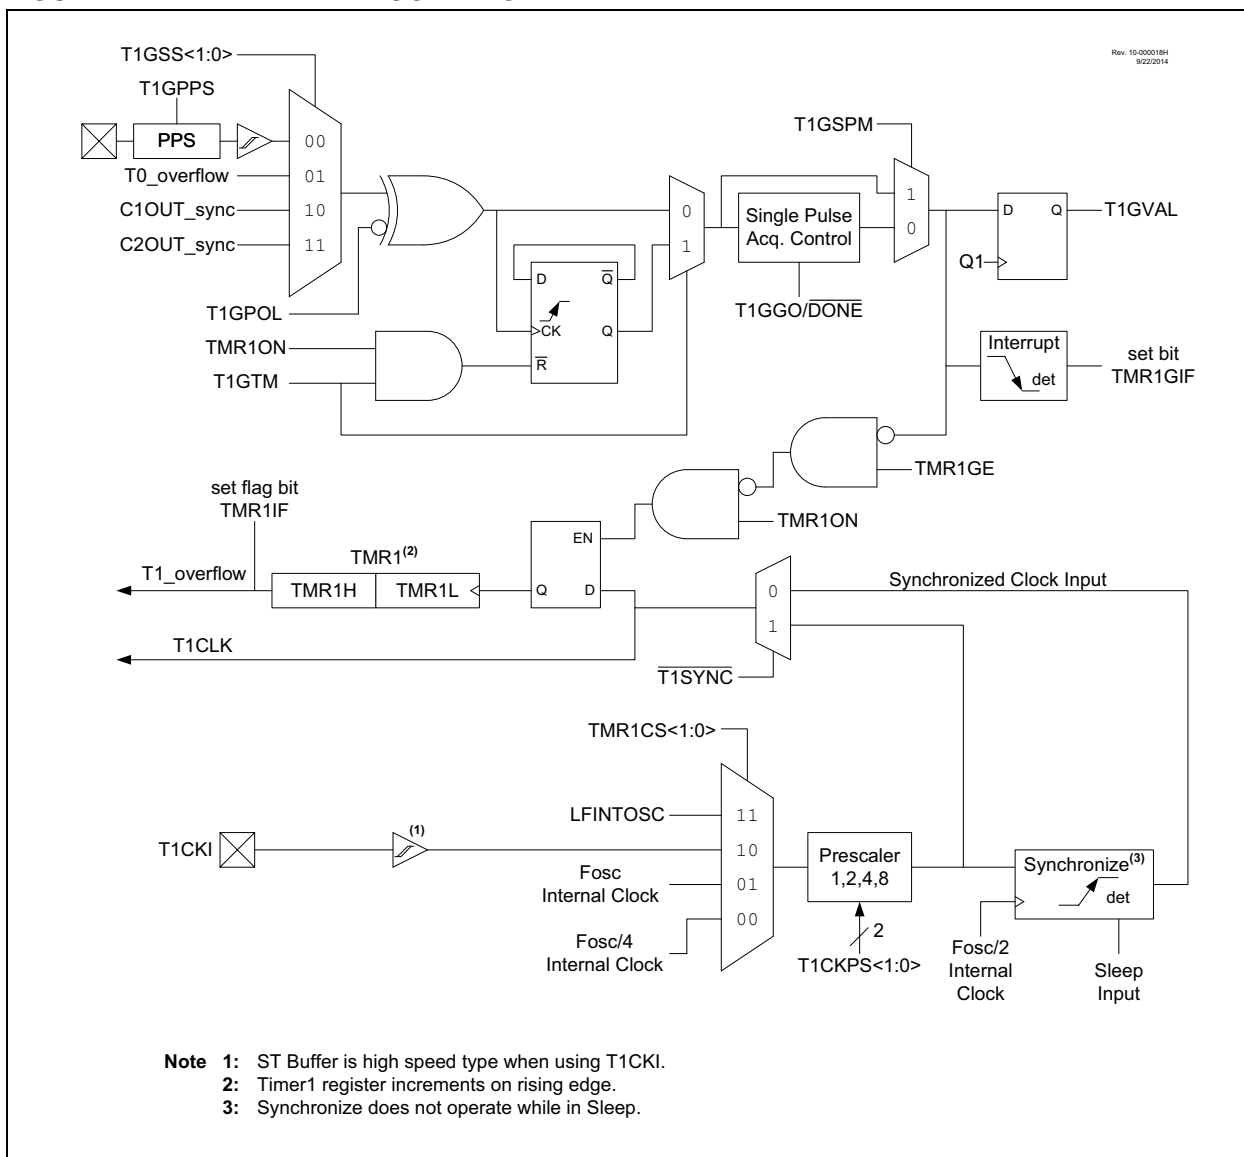 Rev. 10-000018H
9/22/2014
T1GSS<1:0>
T1GPPS
PPS
T0_overflow
C1OUT_sync
C2OUT_sync
00
01
10
11
T1GPOL
TMR1ON
T1GTM
D
Q
CK
Q
R
0
1
T1GSPM
Single Pulse
Acq. Control
T1GGO/DONE
1
0
D
Q
Q1
T1GVAL
Interrupt
det
set bit
TMR1GIF
TMR1GE
TMR1ON
set flag bit
TMR1IF
T1_overflow
TMR1(2)
TMR1H
TMR1L
EN
Q
D
T1CLK
0
1
Synchronized Clock Input
T1SYNC
TMR1CS<1:0>
LFINTOSC
T1CKI
(1)
Fosc
Internal Clock
Fosc/4
Internal Clock
11
10
01
00
Prescaler
1,2,4,8
2
T1CKPS<1:0>
Synchronize(3)
det
Fosc/2
Internal
Clock
Sleep
Input
Note 1: ST Buffer is high speed type when using T1CKI.
2: Timer1 register increments on rising edge.
3: Synchronize does not operate while in Sleep.